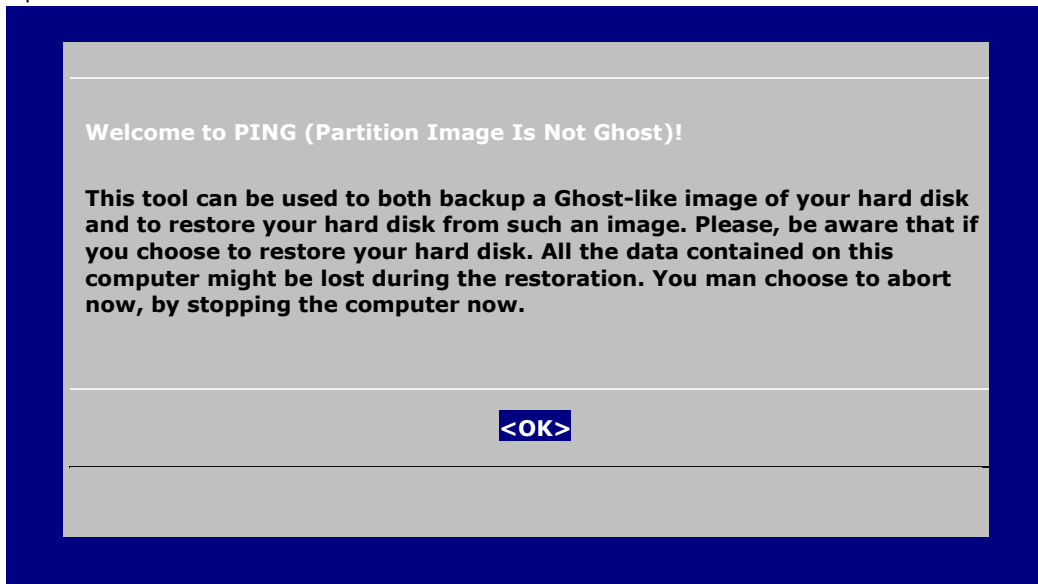 Welcome to PING (Partition Image Is Not Ghost)!
This tool can be used to both backup a Ghost-like image of your hard disk
and to restore your hard disk from such an image. Please, be aware that if
you choose to restore your hard disk. All the data contained on this
computer might be lost during the restoration. You man choose to abort
now, by stopping the computer now.
<OK>